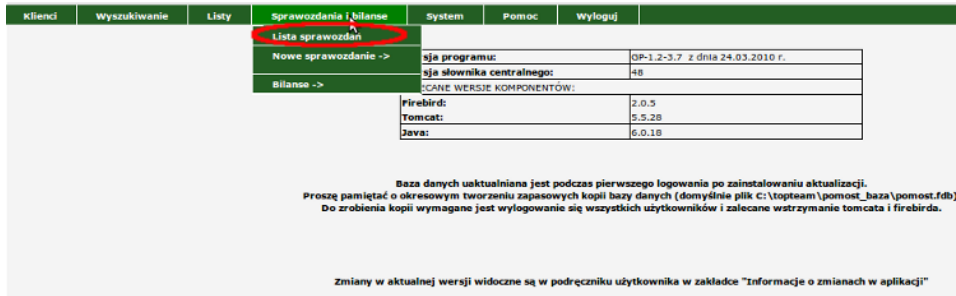 Klienci Wyszukiwanie Listy Sprawozdania i bilanse System Pomoc Wyloguj
Lista sprawozdań
Nowe sprawozdanie ->
Bilanse ->
sja programu: GP-1.2-3.7 z dnia 24.03.2010 r.
sja słownika centralnego: 48
ECANE WERSJE KOMPONENTÓW:
Firebird: 2.0.5
Tomcat: 5.5.28
Java: 6.0.18
Baza danych uaktualniana jest podczas pierwszego logowania po zainstalowaniu aktualizacji.
Proszę pamiętać o okresowym tworzeniu zapasowych kopii bazy danych (domyślnie plik C:\topteam\pomost_baza\pomost.fdb)
Do zrobienia kopii wymagane jest wylogowanie się wszystkich użytkowników i zalecane wstrzymanie tomcata i firebirda.
Zmiany w aktualnej wersji widoczne są w podręczniku użytkownika w zakładce "Informacje o zmianach w aplikacji"